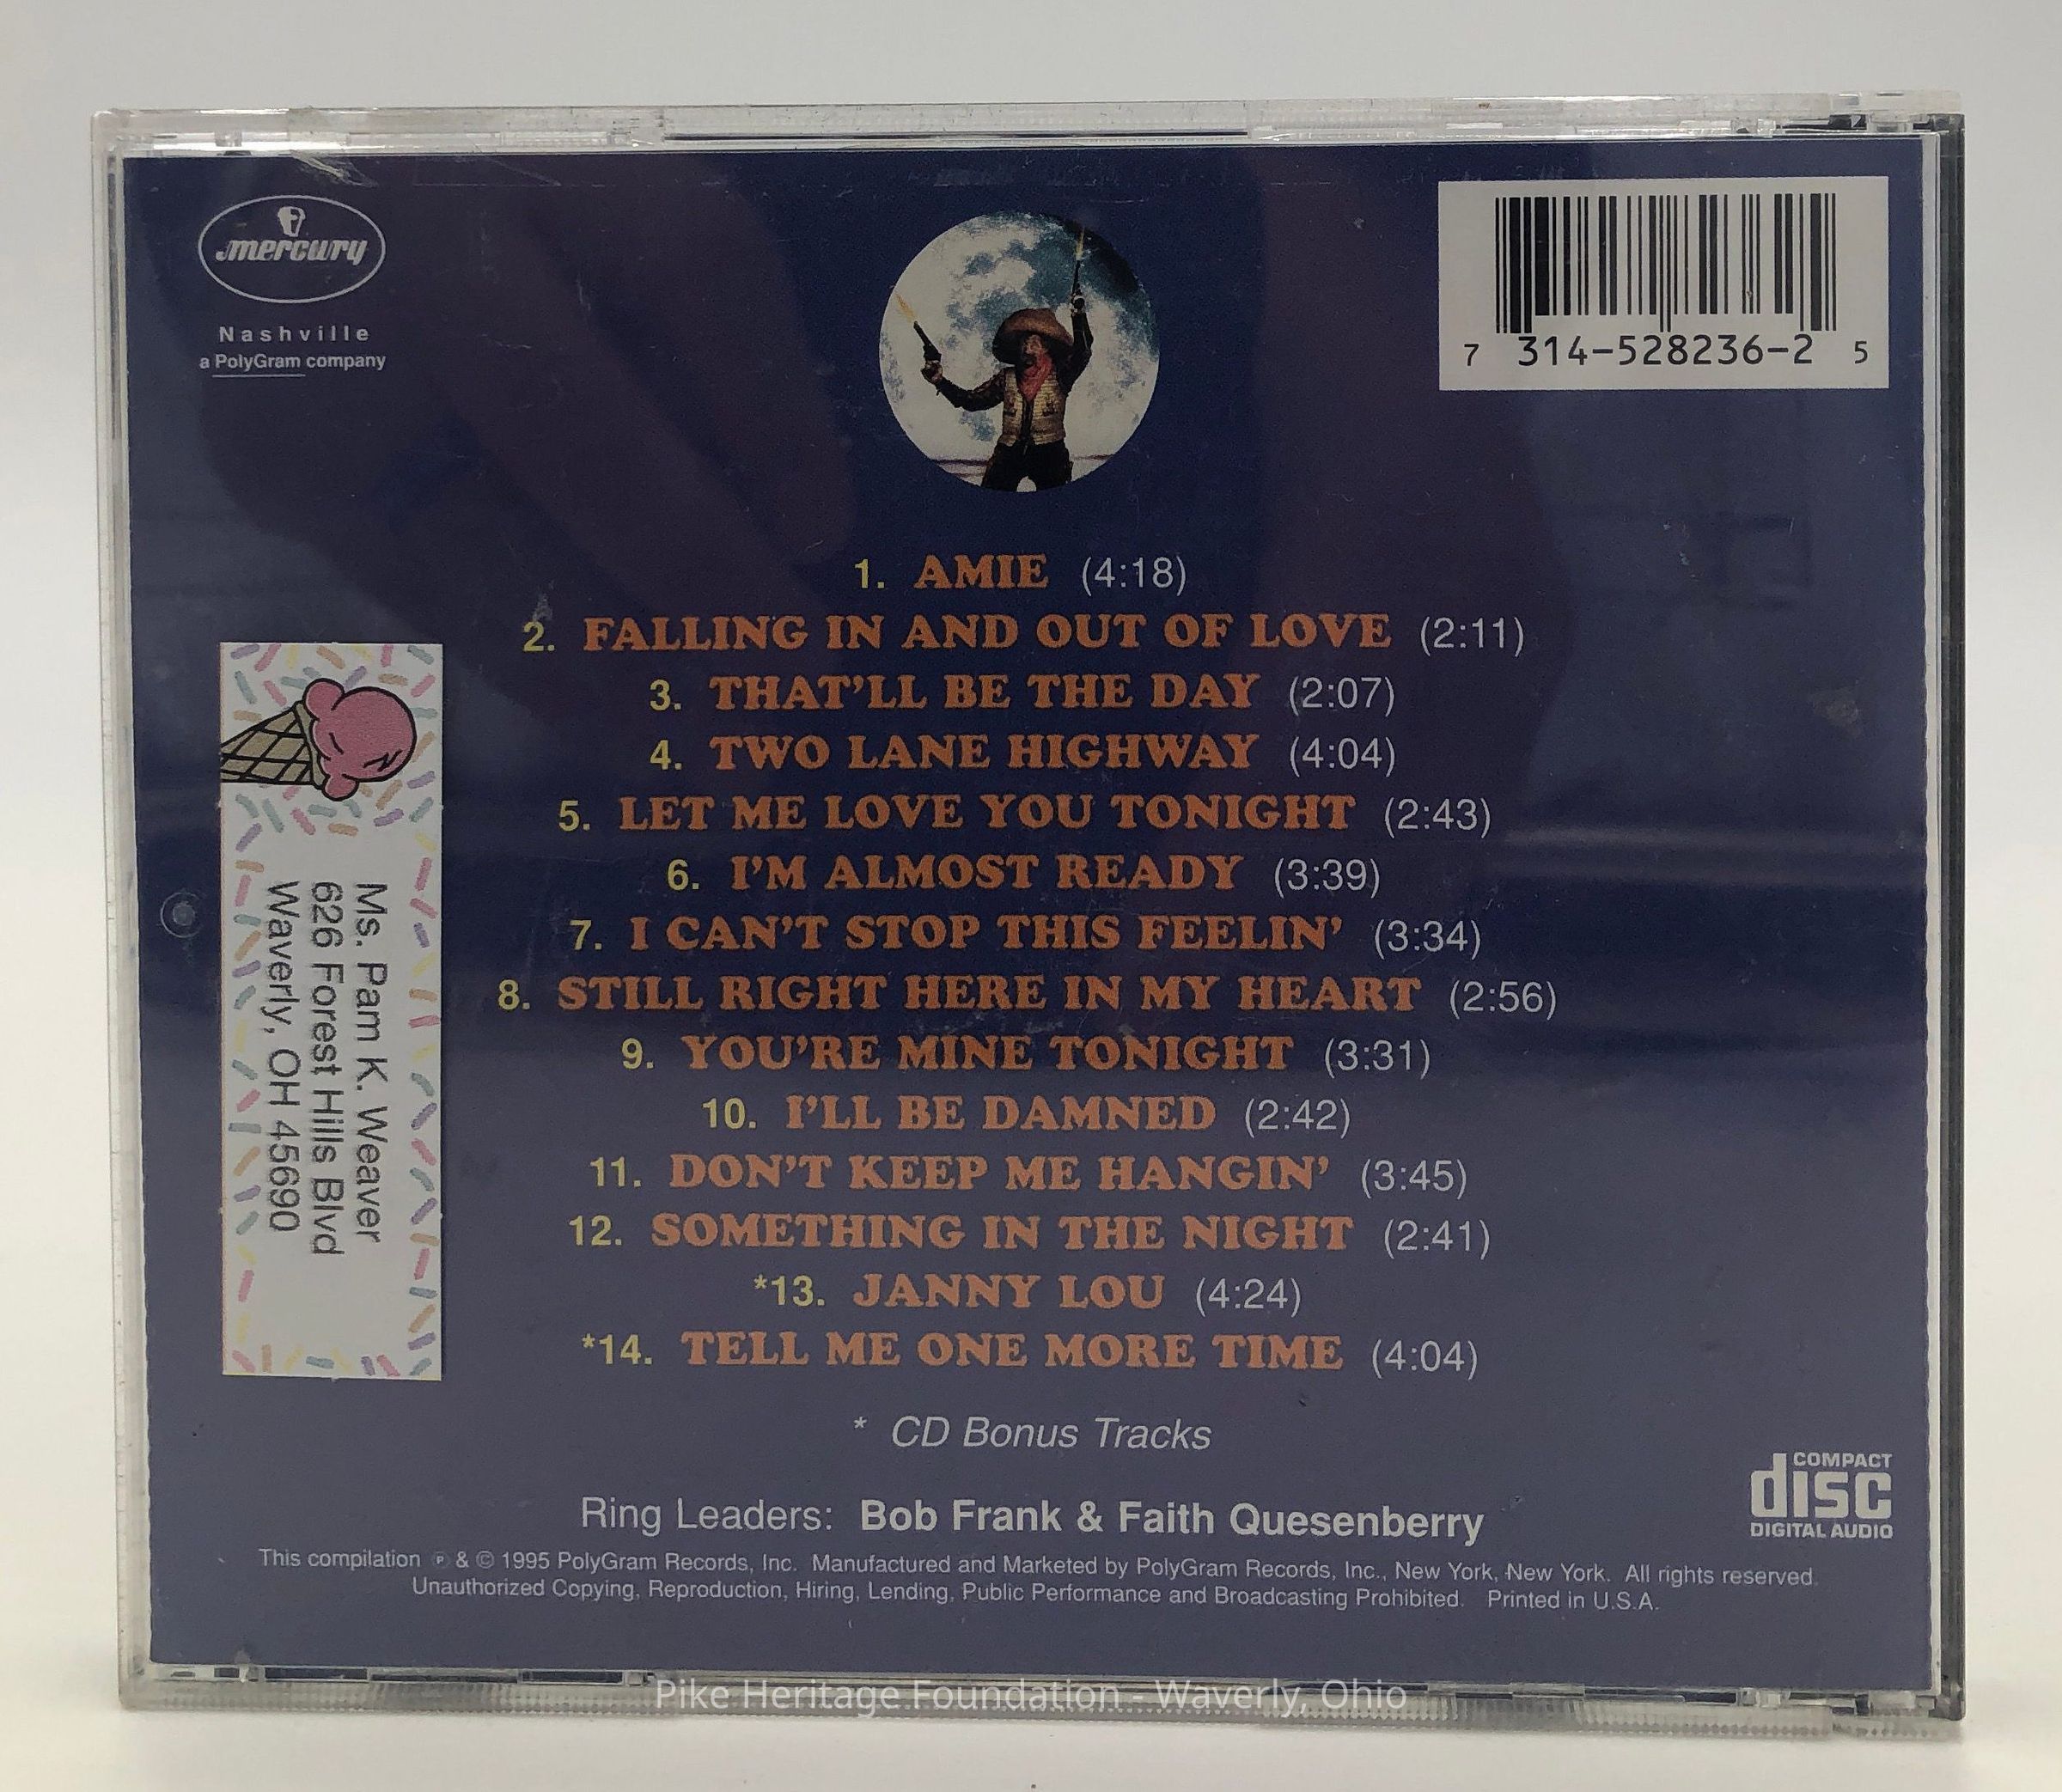 mercury
Nashville
a PolyGram company
7 314-528236-2 5
1. AMIE (4:18)
2. FALLING IN AND OUT OF LOVE (2:11)
3. THAT'LL BE THE DAY (2:07)
4. TWO LANE HIGHWAY (4:04)
5. LET ME LOVE YOU TONIGHT (2:43)
6. I'M ALMOST READY (3:39)
7. I CAN'T STOP THIS FEELIN' (3:34)
8. STILL RIGHT HERE IN MY HEART (2:56)
9. YOU'RE MINE TONIGHT (3:31)
10. I'LL BE DAMNED (2:42)
11. DON'T KEEP ME HANGIN' (3:45)
12. SOMETHING IN THE NIGHT (2:41)
*13. JANNY LOU (4:24)
*14. TELL ME ONE MORE TIME (4:04)
* CD Bonus Tracks
Ms. Pam K. Weaver
626 Forest Hills Blvd
Waverly, OH 45690
Ring Leaders: Bob Frank & Faith Quesenberry
COMPACT
disc
DIGITAL AUDIO
This compilation ℗ & © 1995 PolyGram Records, Inc. Manufactured and Marketed by PolyGram Records, Inc., New York, New York. All rights reserved.
Unauthorized Copying, Reproduction, Hiring, Lending, Public Performance and Broadcasting Prohibited. Printed in U.S.A.
Pike Heritage Foundation - Waverly, Ohio